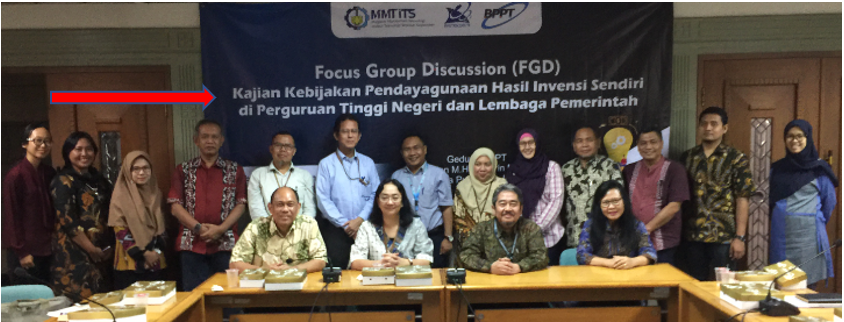 MMT ITS
BPPT
Focus Group Discussion (FGD)
Kajian Kebijakan Pendayagunaan Hasil Invensi Sendiri
di Perguruan Tinggi Negeri dan Lembaga Pemerintah